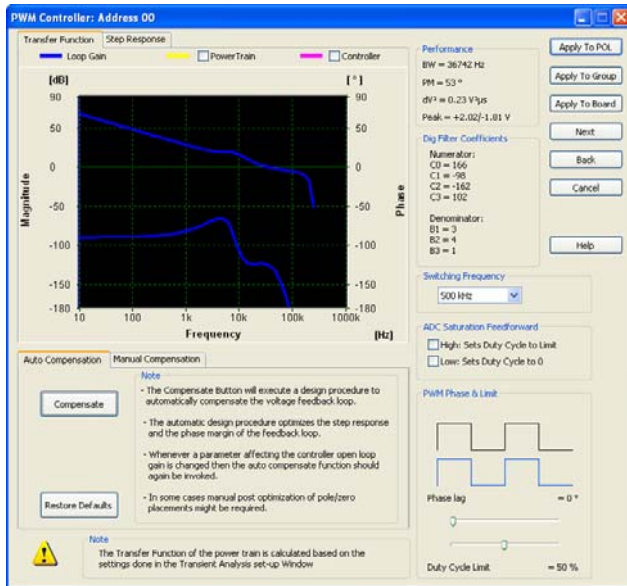 PWM Controller: Address 00
Transfer Function Step Response
Loop Gain PowerTrain Controller
[dB] [°]
90 90
50 50
0 0
-50 -50
-100 -100
-150 -150
-180 -180
Magnitude
Phase
10 100 1k 10k 100k 1000k
Frequency [Hz]
Performance
BW = 36742 Hz
PM = 53 °
dV² = 0.23 V²µs
Peak = +2.02/-1.81 V
Dig Filter Coefficients
Numerator:
C0 = 166
C1 = -98
C2 = -162
C3 = 102
Denominator:
B1 = 3
B2 = 4
B3 = 1
Apply To POL
Apply To Group
Apply To Board
Next
Back
Cancel
Help
Switching Frequency
500 kHz
ADC Saturation Feedforward
High: Sets Duty Cycle to Limit
Low: Sets Duty Cycle to 0
PWM Phase & Limit
Phase lag = 0 °
Duty Cycle Limit = 50 %
Auto Compensation Manual Compensation
Compensate
Restore Defaults
Note
- The Compensate Button will execute a design procedure to
automatically compensate the voltage feedback loop.
- The automatic design procedure optimizes the step response
and the phase margin of the feedback loop.
- Whenever a parameter affecting the controller open loop
gain is changed then the auto compensate function should
again be invoked.
- In some cases manual post optimization of pole/zero
placements might be required.
Note
The Transfer Function of the power train is calculated based on the
settings done in the Transient Analysis set-up Window